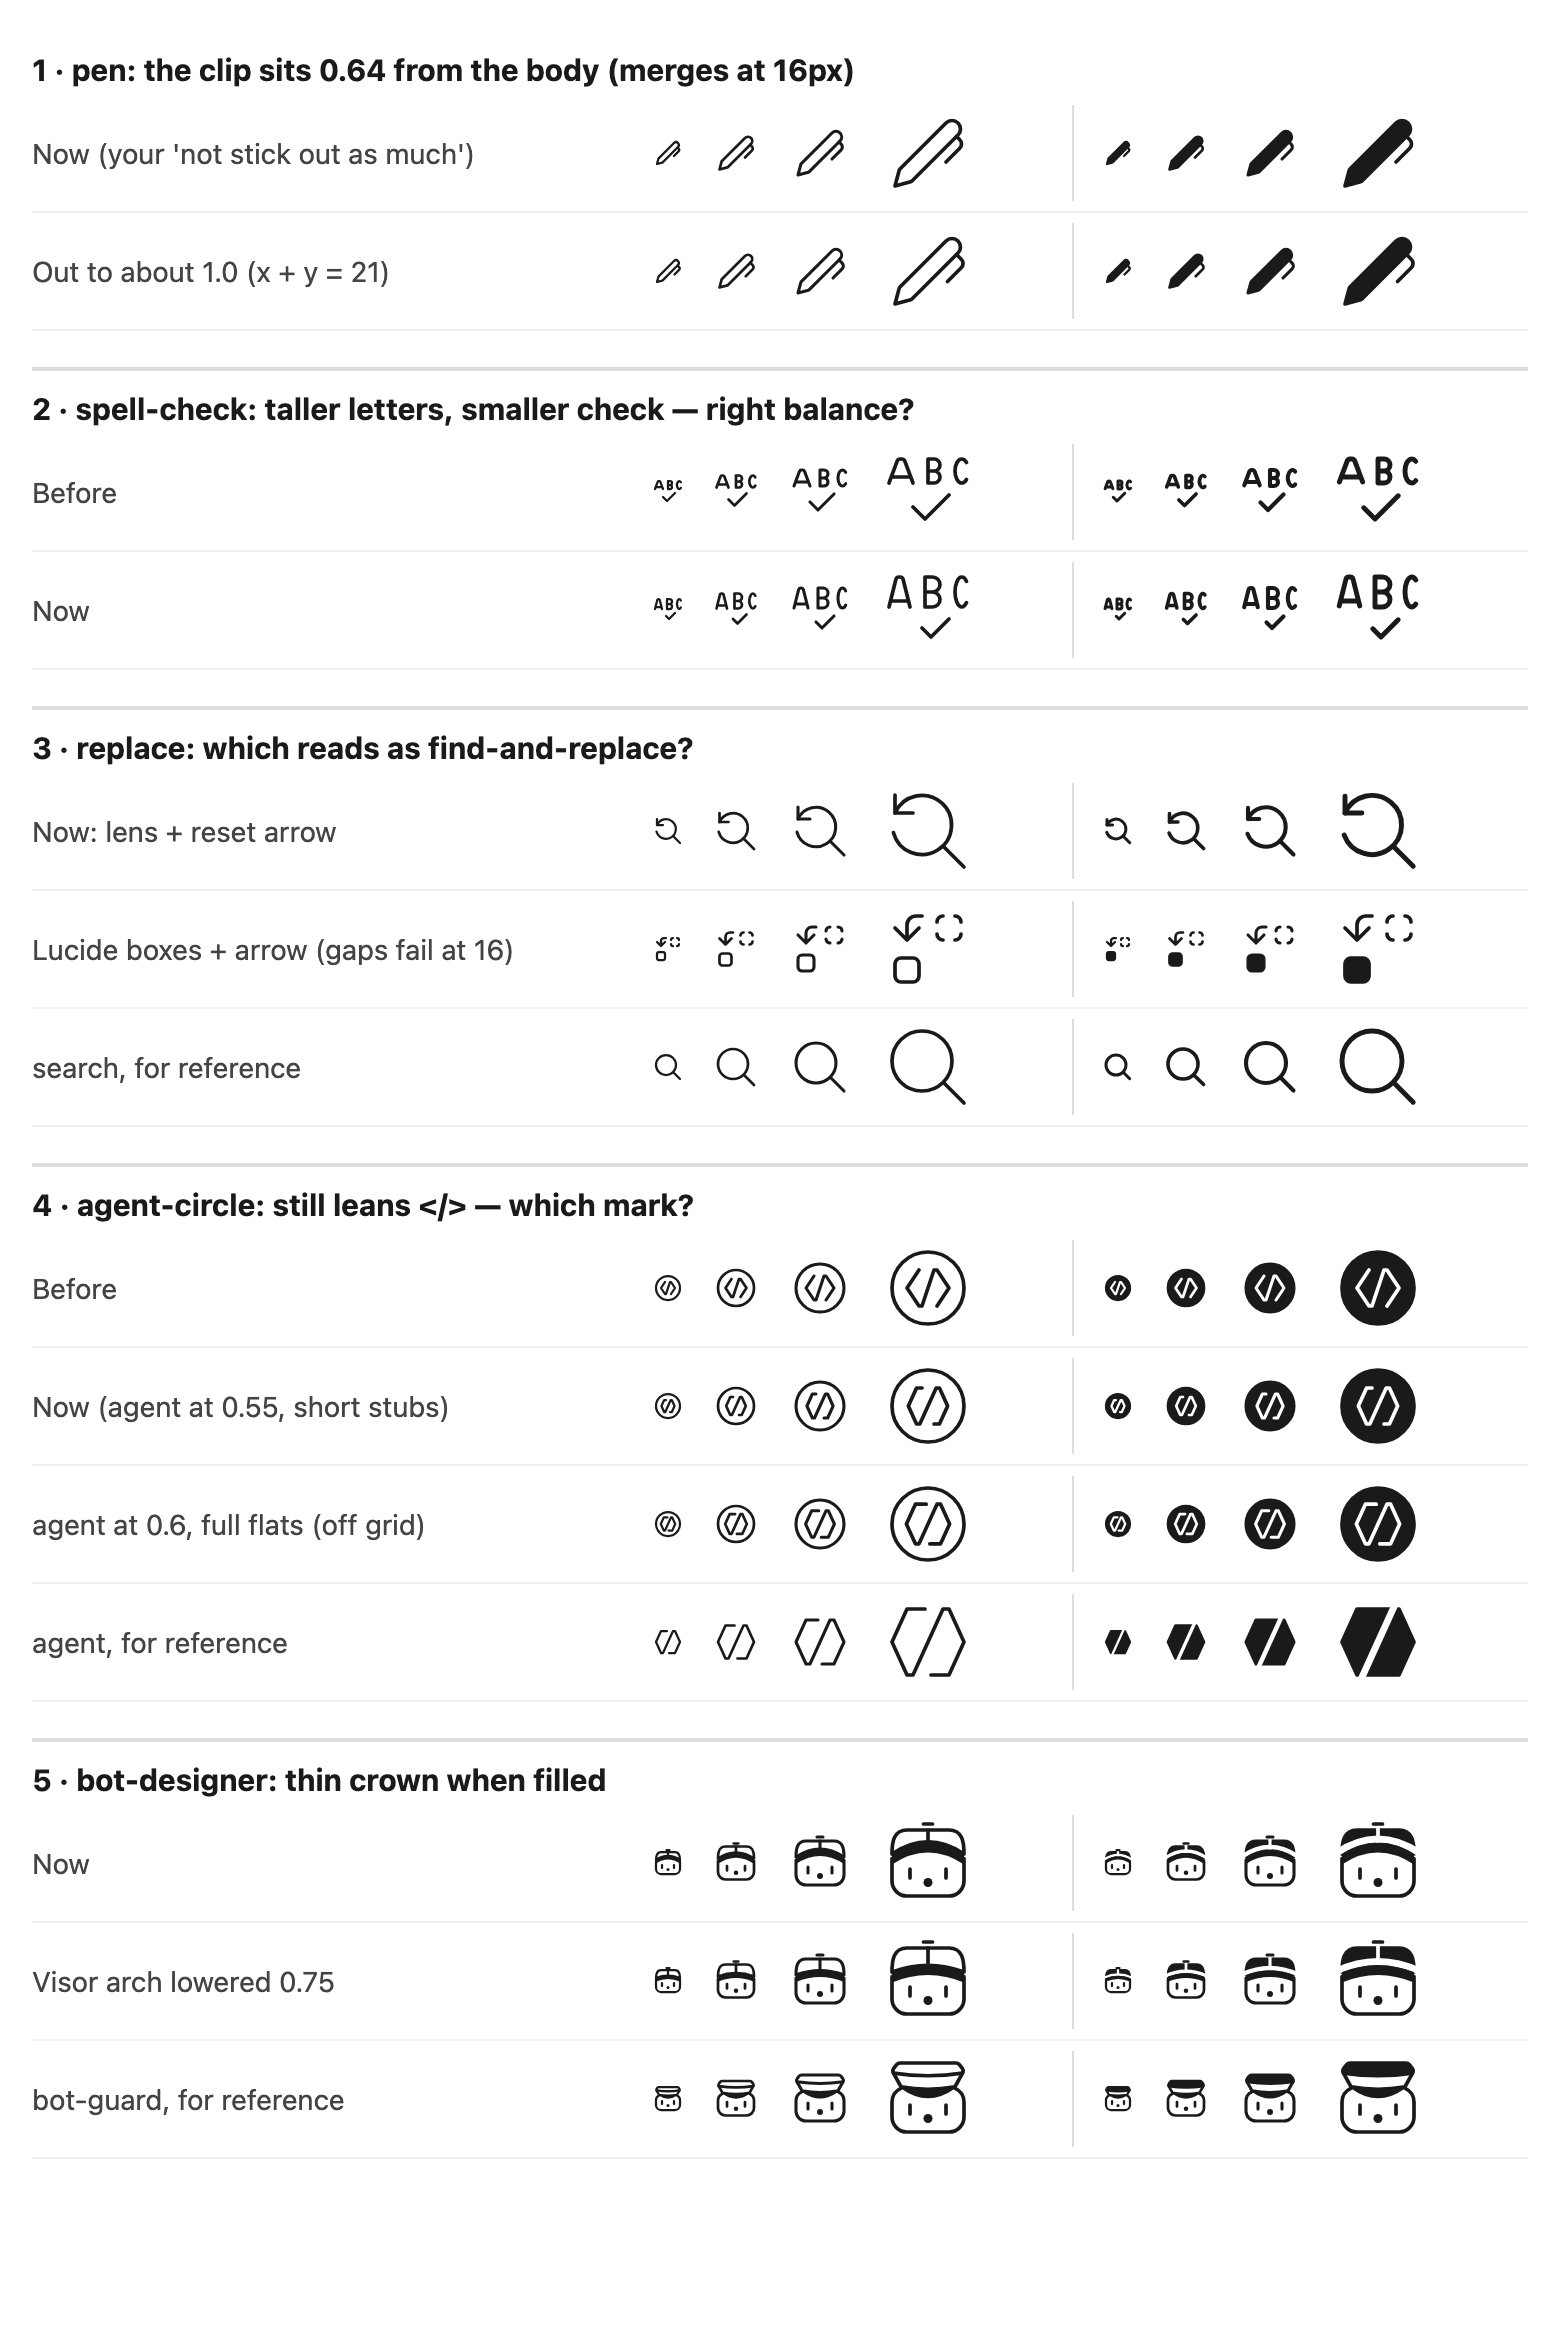 1 · pen: the clip sits 0.64 from the body (merges at 16px)
Now (your 'not stick out as much')
Out to about 1.0 (x + y = 21)
2 · spell-check: taller letters, smaller check — right balance?
Before
ABC ABC ABC ABC ABC ABC ABC ABC
Now
ABC ABC ABC ABC ABC ABC ABC ABC
3 · replace: which reads as find-and-replace?
Now: lens + reset arrow
Lucide boxes + arrow (gaps fail at 16)
search, for reference
4 · agent-circle: still leans </> — which mark?
Before
Now (agent at 0.55, short stubs)
agent at 0.6, full flats (off grid)
agent, for reference
5 · bot-designer: thin crown when filled
Now
Visor arch lowered 0.75
bot-guard, for reference